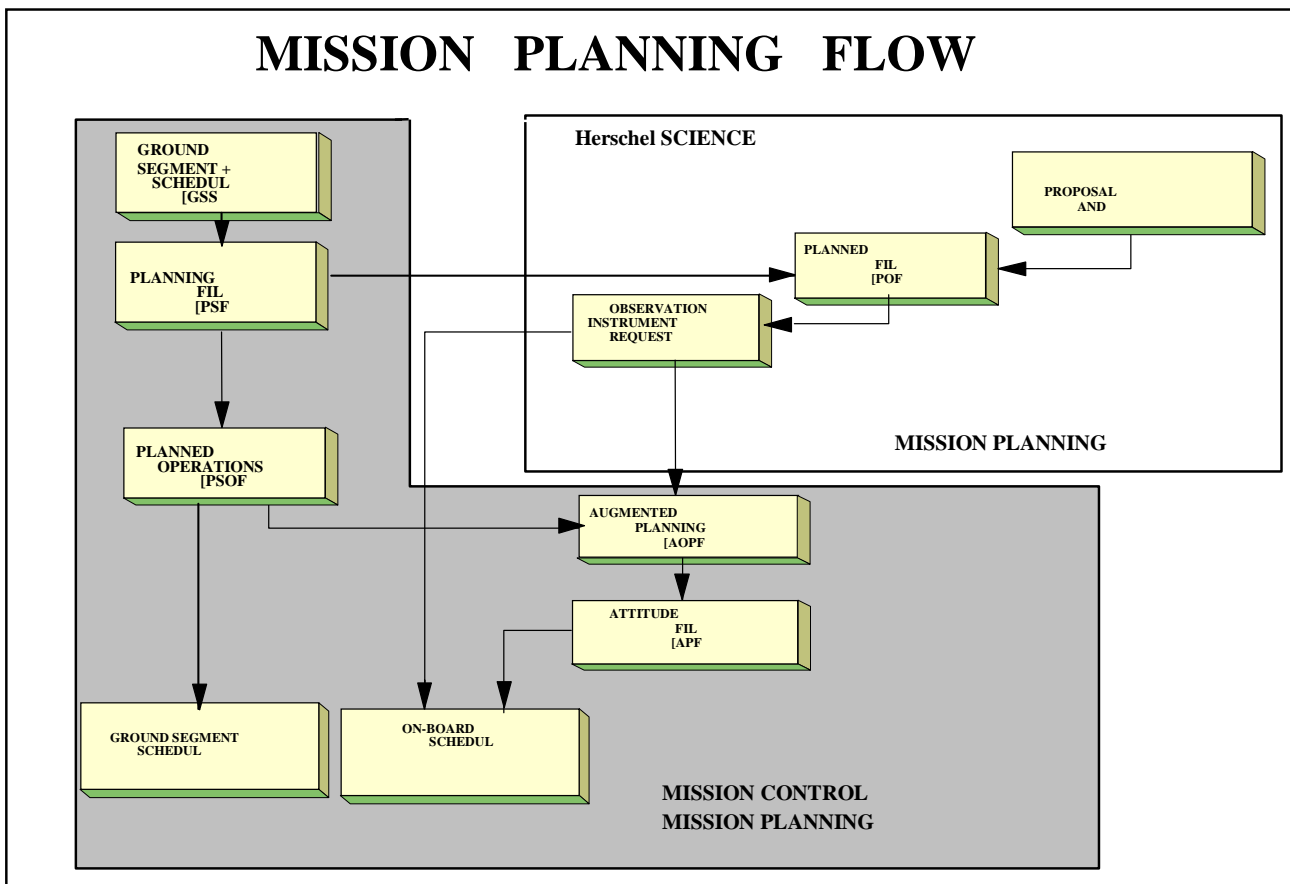 MISSION PLANNING FLOW
GROUND
SEGMENT +
SCHEDUL
[GSS
PLANNING
FIL
[PSF
PLANNED
OPERATIONS
[PSOF
GROUND SEGMENT
SCHEDUL
ON-BOARD
SCHEDUL
Herschel SCIENCE
PROPOSAL
AND
PLANNED
FIL
[POF
OBSERVATION
INSTRUMENT
REQUEST
MISSION PLANNING
AUGMENTED
PLANNING
[AOPF
ATTITUDE
FIL
[APF
MISSION CONTROL
MISSION PLANNING